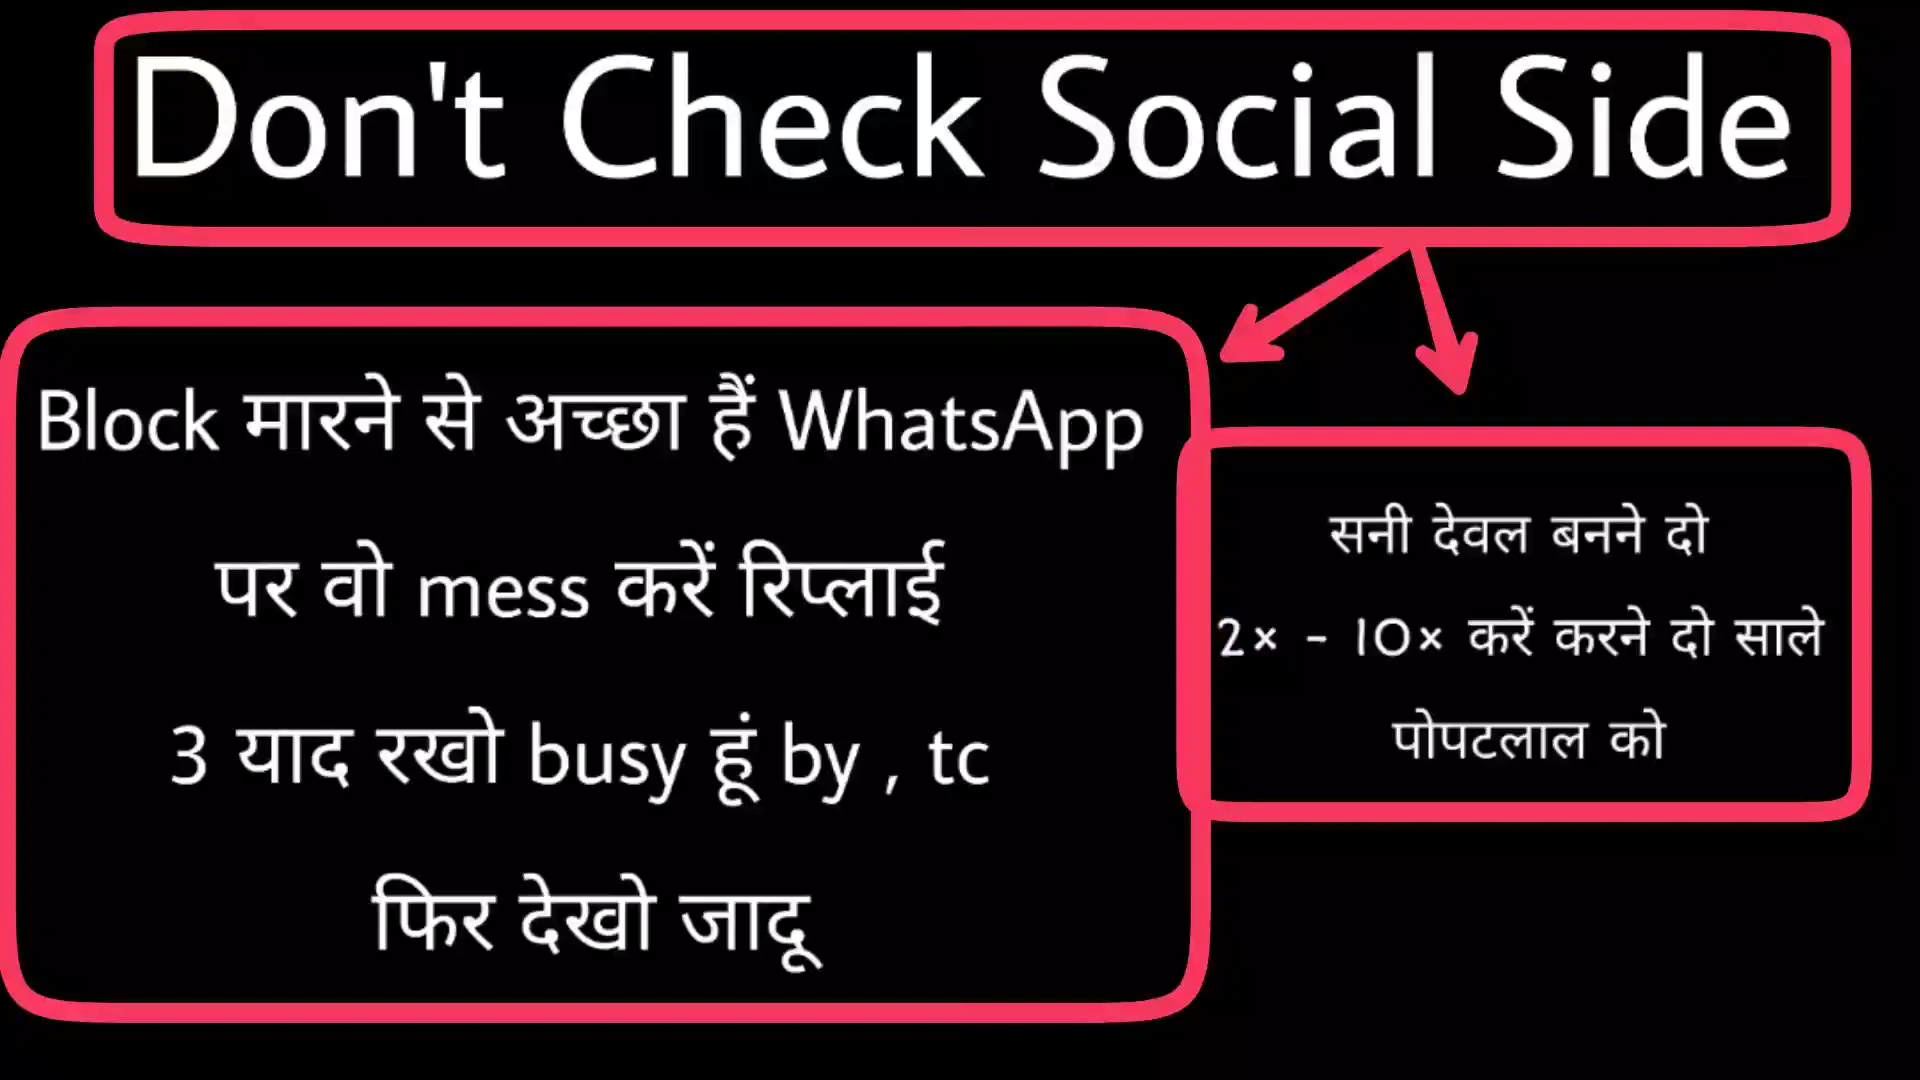 Don't Check Social Side
Block मारने से अच्छा हैं WhatsApp
पर वो mess करें रिप्लाई
3 याद रखो busy हूं by , tc
फिर देखो जादू
सनी देवल बनने दो
2× - 10× करें करने दो साले
पोपटलाल को